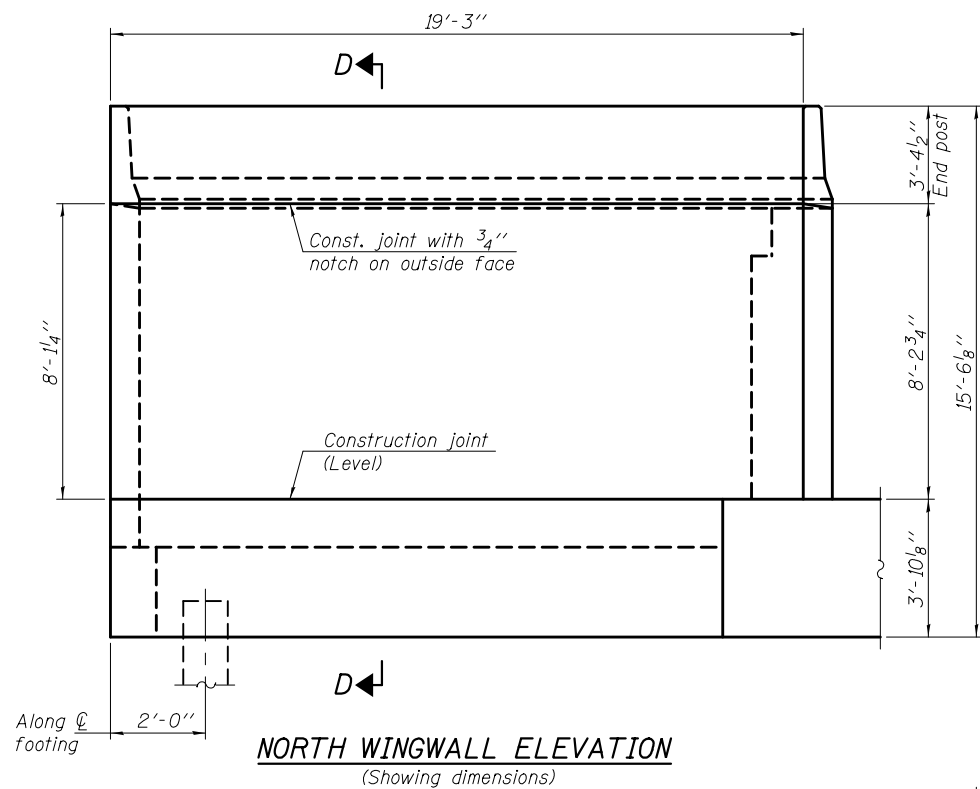 19'-3"
D
3'-4½"
End post
Const. joint with ¾"
notch on outside face
8'-1¼"
8'-2¾"
15'-6⅛"
Construction joint
(Level)
3'-10⅛"
D
Along ℄
footing
2'-0"
NORTH WINGWALL ELEVATION
(Showing dimensions)